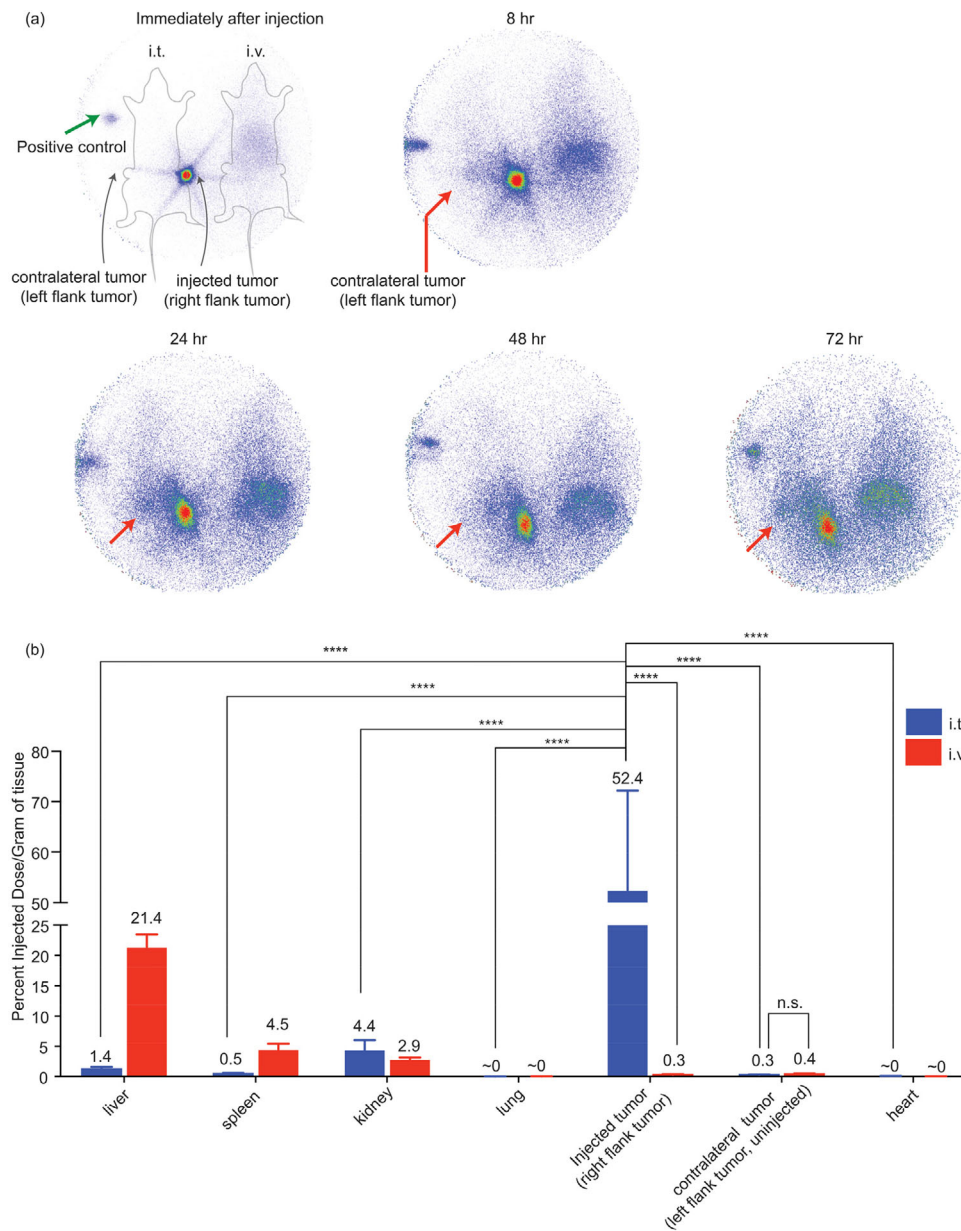 (a)
Immediately after injection
8 hr
i.t.
i.v.
Positive control
contralateral tumor
(left flank tumor)
injected tumor
(right flank tumor)
contralateral tumor
(left flank tumor)
24 hr
48 hr
72 hr
(b)
****
****
****
****
****
****
****
i.t
i.v
Percent Injected Dose/Gram of tissue
80
70
60
50
25
20
15
10
5
0
1.4
21.4
0.5
4.5
4.4
2.9
~0
~0
52.4
0.3
n.s.
0.3
0.4
~0
~0
liver
spleen
kidney
lung
Injected tumor
(right flank tumor)
contralateral tumor
(left flank tumor, uninjected)
heart